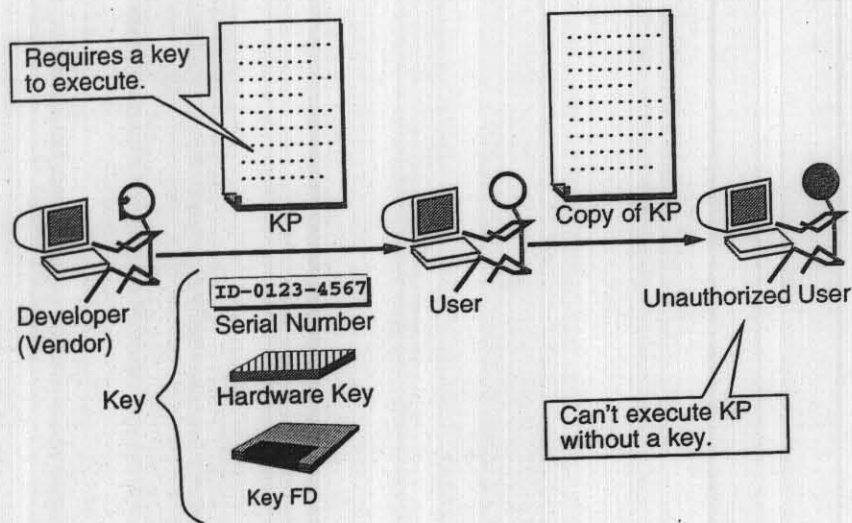 Requires a key
to execute.
KP
Copy of KP
Developer
(Vendor)
ID-0123-4567
Serial Number
User
Unauthorized User
Key
Hardware Key
Key FD
Can't execute KP
without a key.